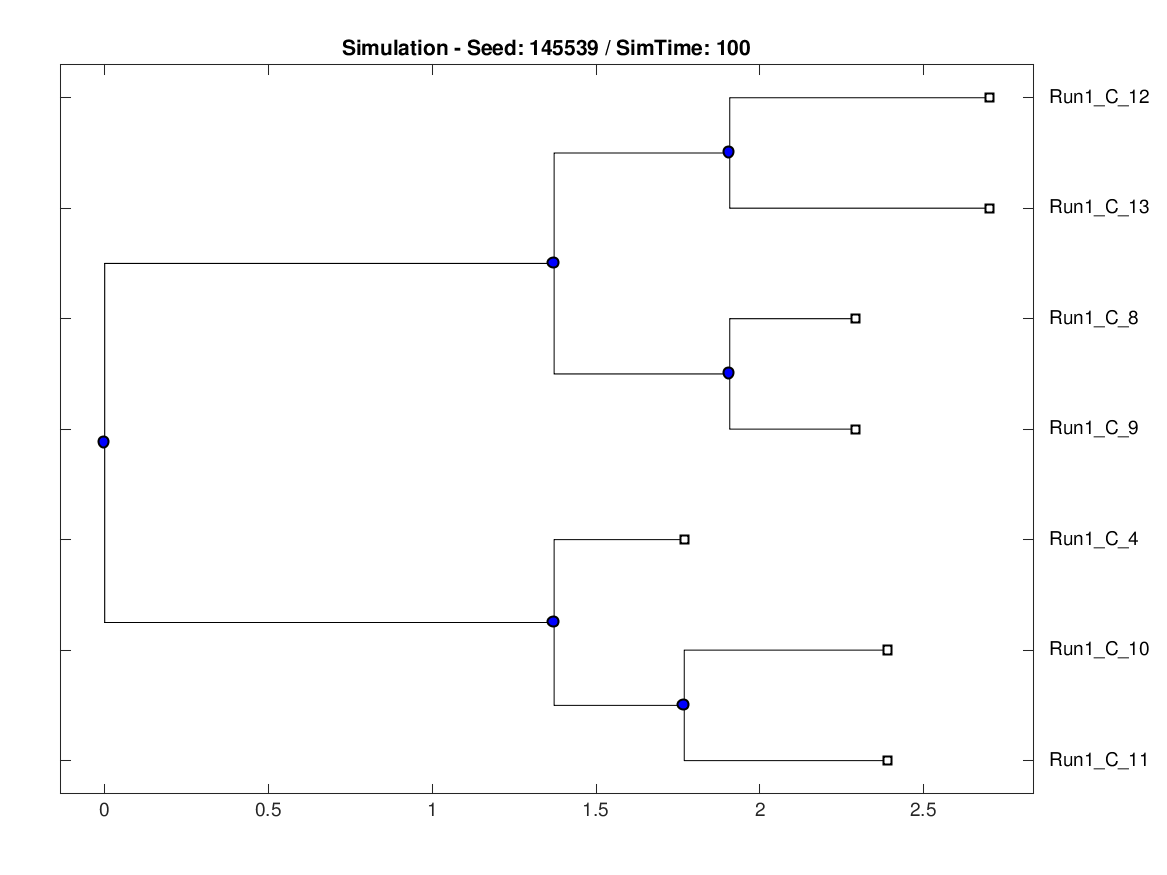 Simulation - Seed: 145539 / SimTime: 100
Run1_C_12
Run1_C_13
Run1_C_8
Run1_C_9
Run1_C_4
Run1_C_10
Run1_C_11
0 0.5 1 1.5 2 2.5